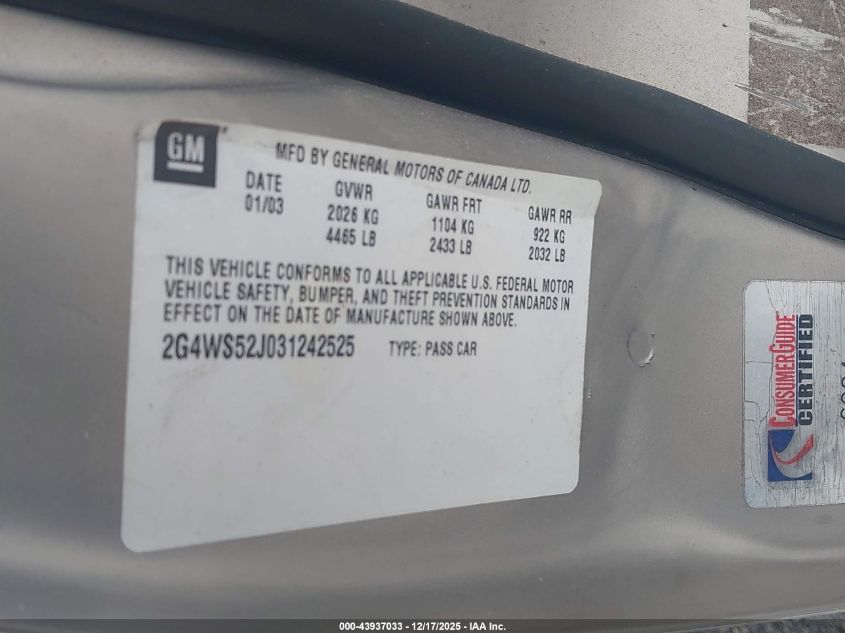 GM
MFD BY GENERAL MOTORS OF CANADA LTD.
DATE GVWR GAWR FRT GAWR RR
01/03 2026 KG 1104 KG 922 KG
4465 LB 2433 LB 2032 LB
THIS VEHICLE CONFORMS TO ALL APPLICABLE U.S. FEDERAL MOTOR
VEHICLE SAFETY, BUMPER, AND THEFT PREVENTION STANDARDS IN
EFFECT ON THE DATE OF MANUFACTURE SHOWN ABOVE.
2G4WS52J031242525 TYPE: PASS CAR
CONSUMER GUIDE
CERTIFIED
000-43937033 — 12/17/2025 — IAA Inc.